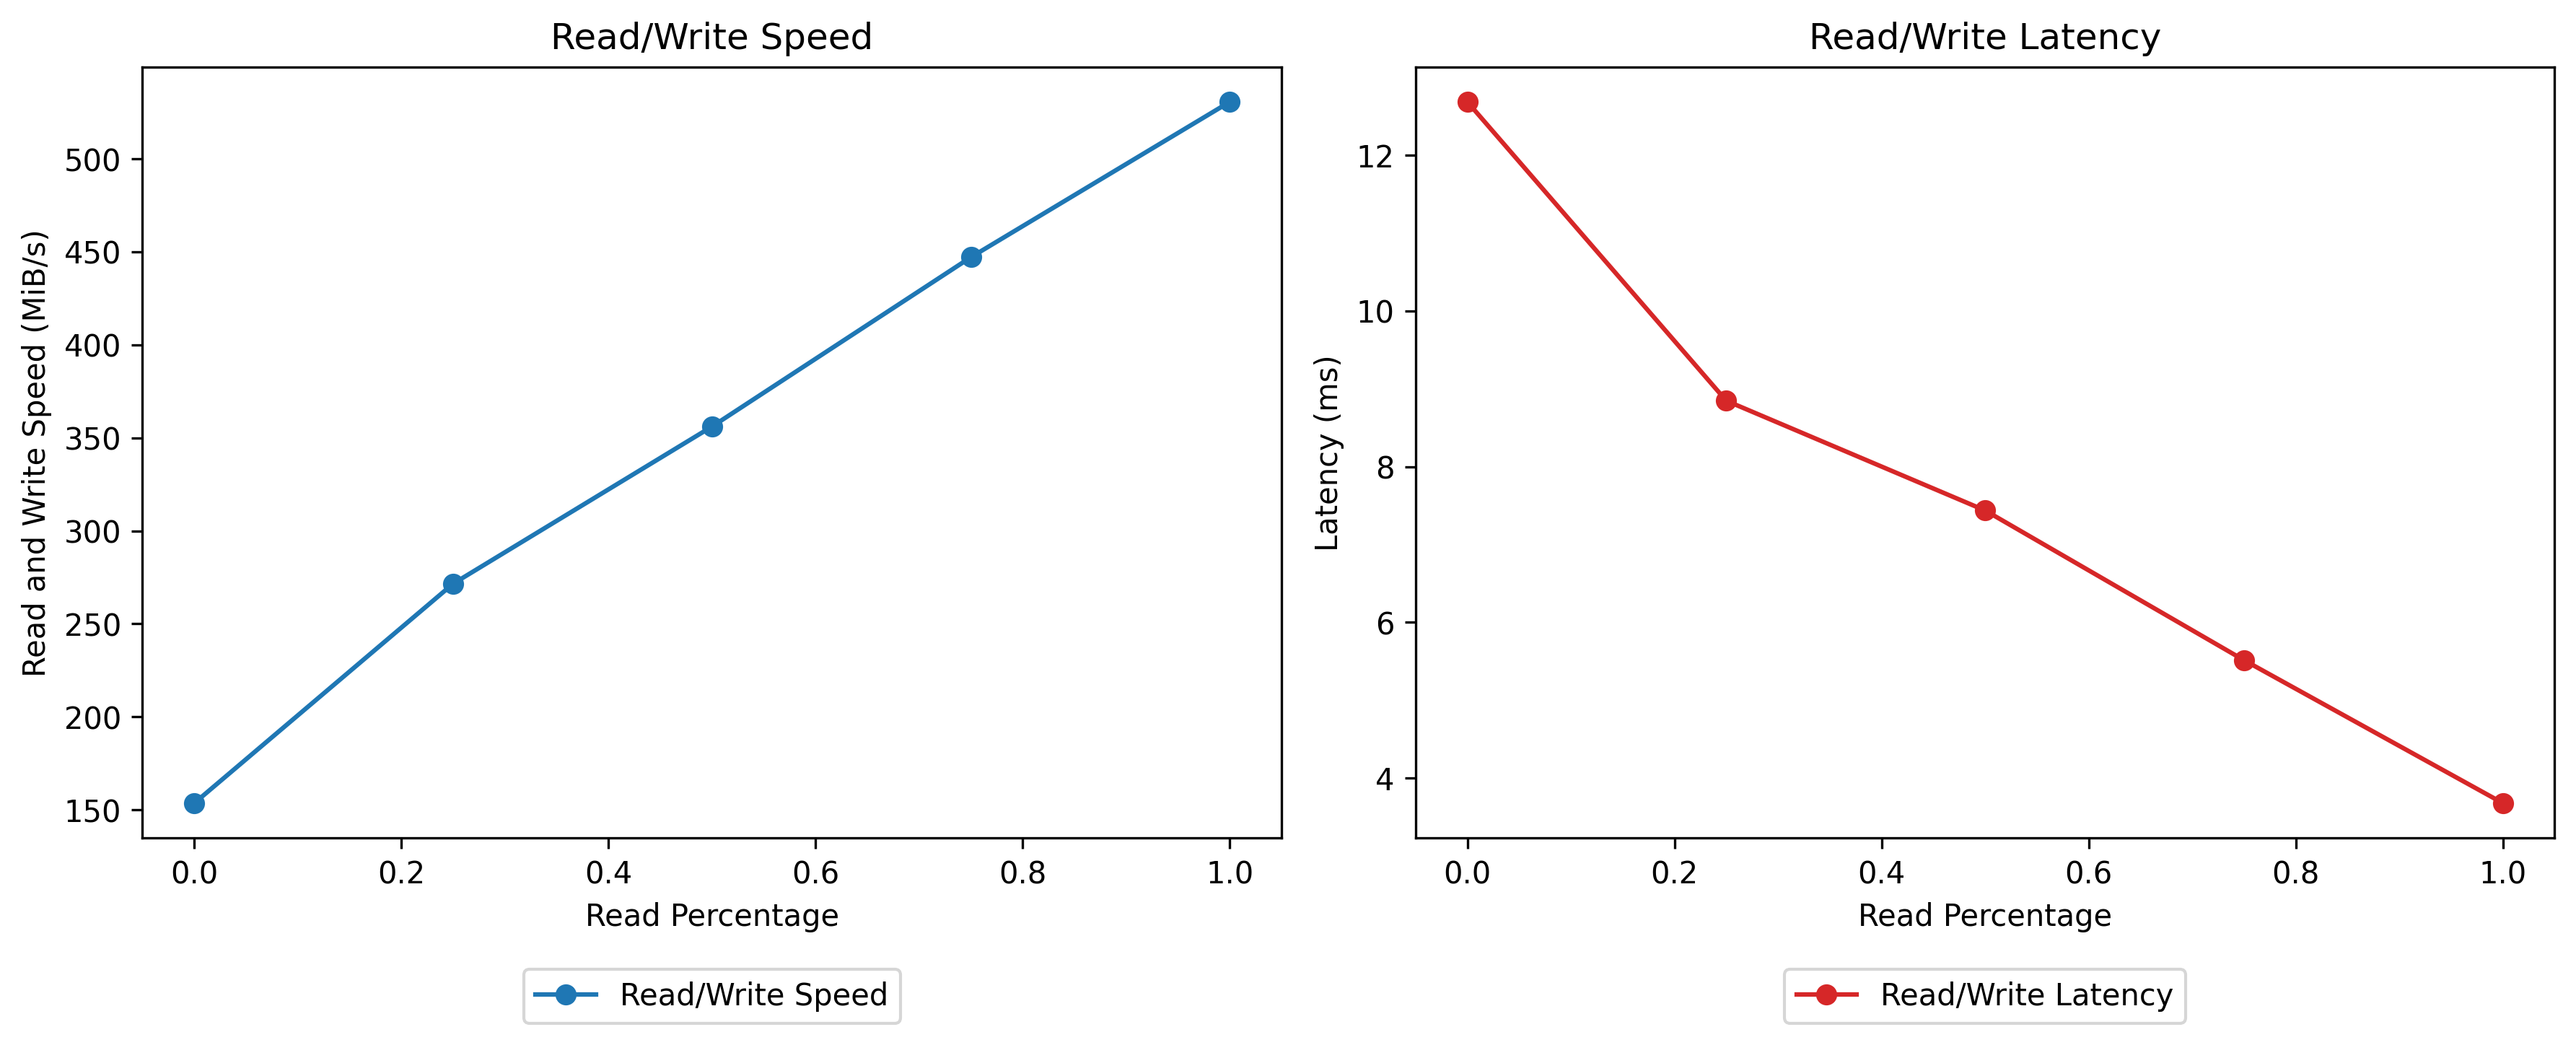 Read/Write Speed
Read and Write Speed (MiB/s)
500
450
400
350
300
250
200
150
0.0 0.2 0.4 0.6 0.8 1.0
Read Percentage
Read/Write Speed
Read/Write Latency
Latency (ms)
12
10
8
6
4
0.0 0.2 0.4 0.6 0.8 1.0
Read Percentage
Read/Write Latency